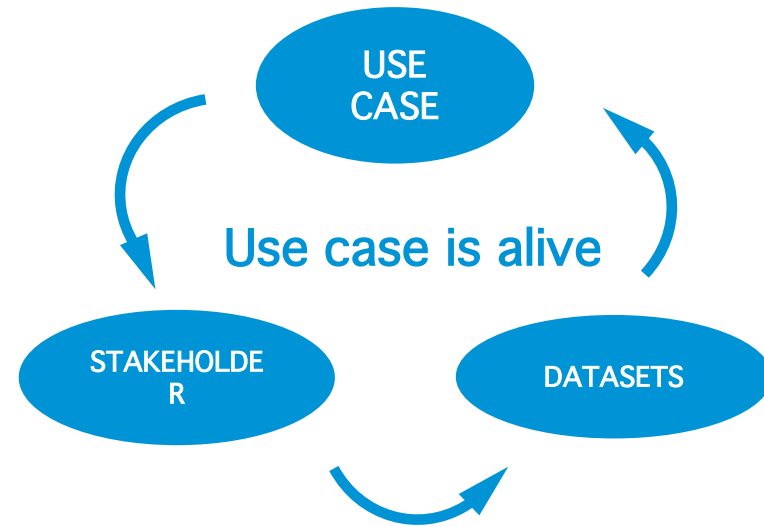 USE
CASE
Use case is alive
STAKEHOLDE
R
DATASETS